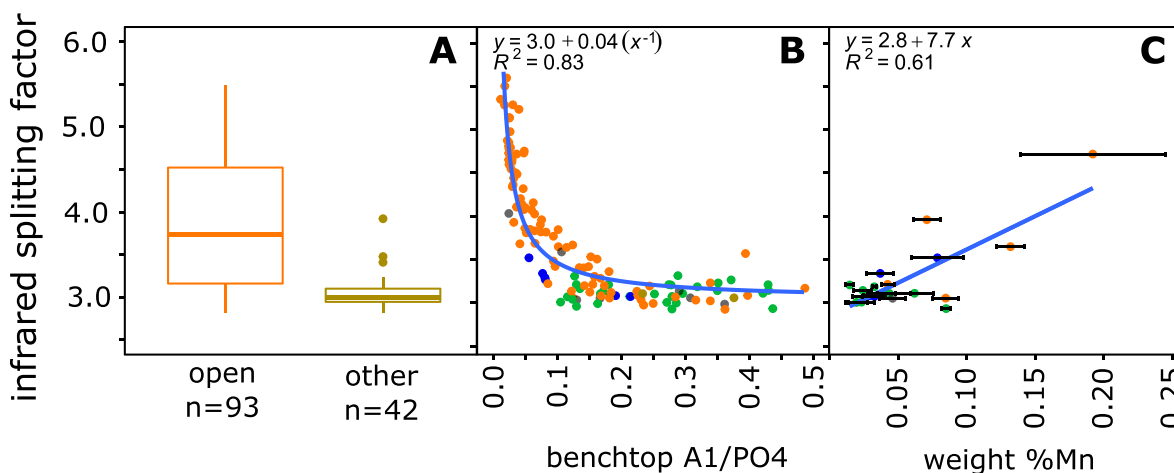 infrared splitting factor
6.0
5.0
4.0
3.0
A
open
n=93
other
n=42
y = 3.0 + 0.04 (x⁻¹)
R² = 0.83
B
0.0
0.1
0.2
0.3
0.4
0.5
benchtop A1/PO4
y = 2.8 + 7.7 x
R² = 0.61
C
0.05
0.10
0.15
0.20
0.25
weight %Mn